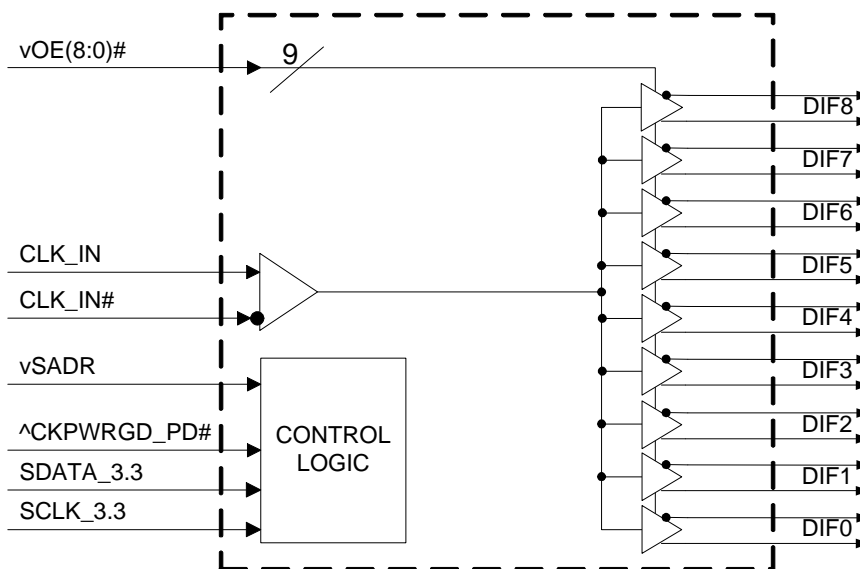 vOE(8:0)#
9
DIF8
DIF7
DIF6
CLK_IN
DIF5
CLK_IN#
DIF4
vSADR
DIF3
^CKPWRGD_PD#
CONTROL
LOGIC
DIF2
SDATA_3.3
DIF1
SCLK_3.3
DIF0